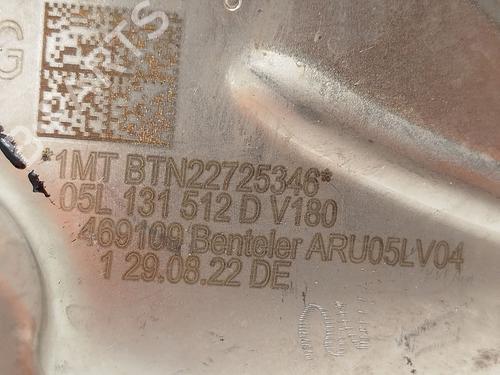 G
*1MT BTN22725346*
05L 131 512 D V180
469109 Benteler ARU05LV04
1 29.08.22 DE